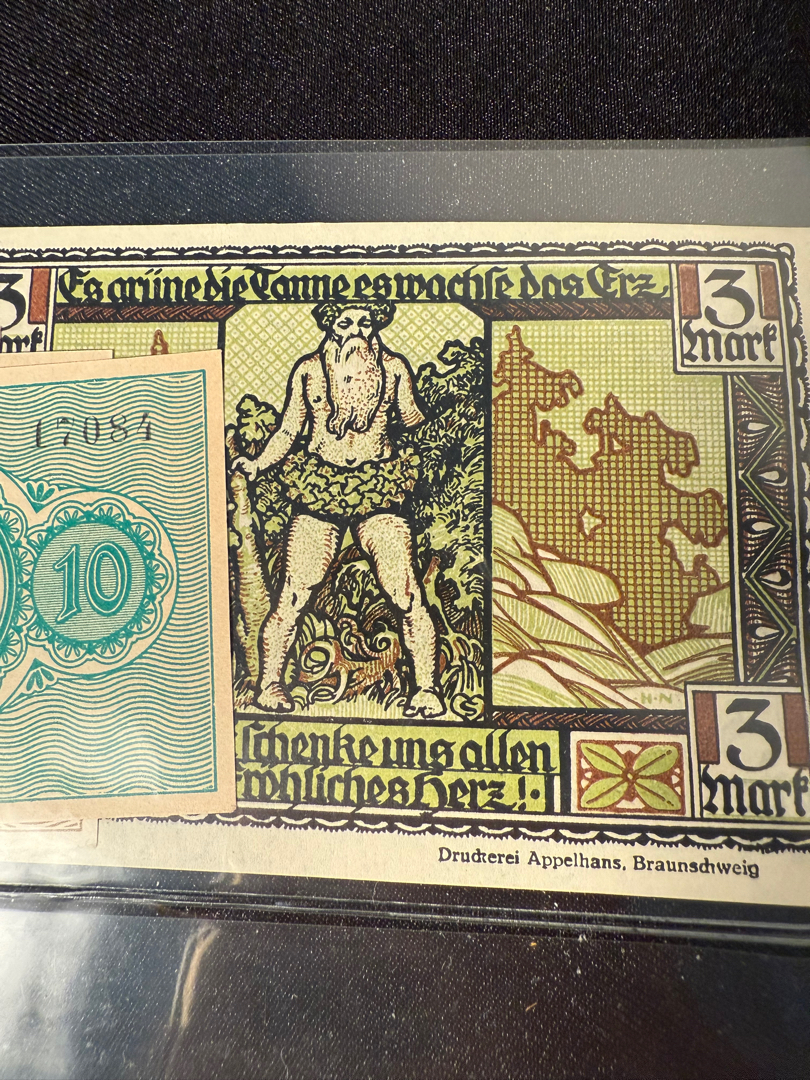 Es grüne die Tanne es wachse das Erz,
3
Mark
3
17084
10
schenke uns allen
fröhliches Herz!·
H·N
3
Mark
Druckerei Appelhans, Braunschweig